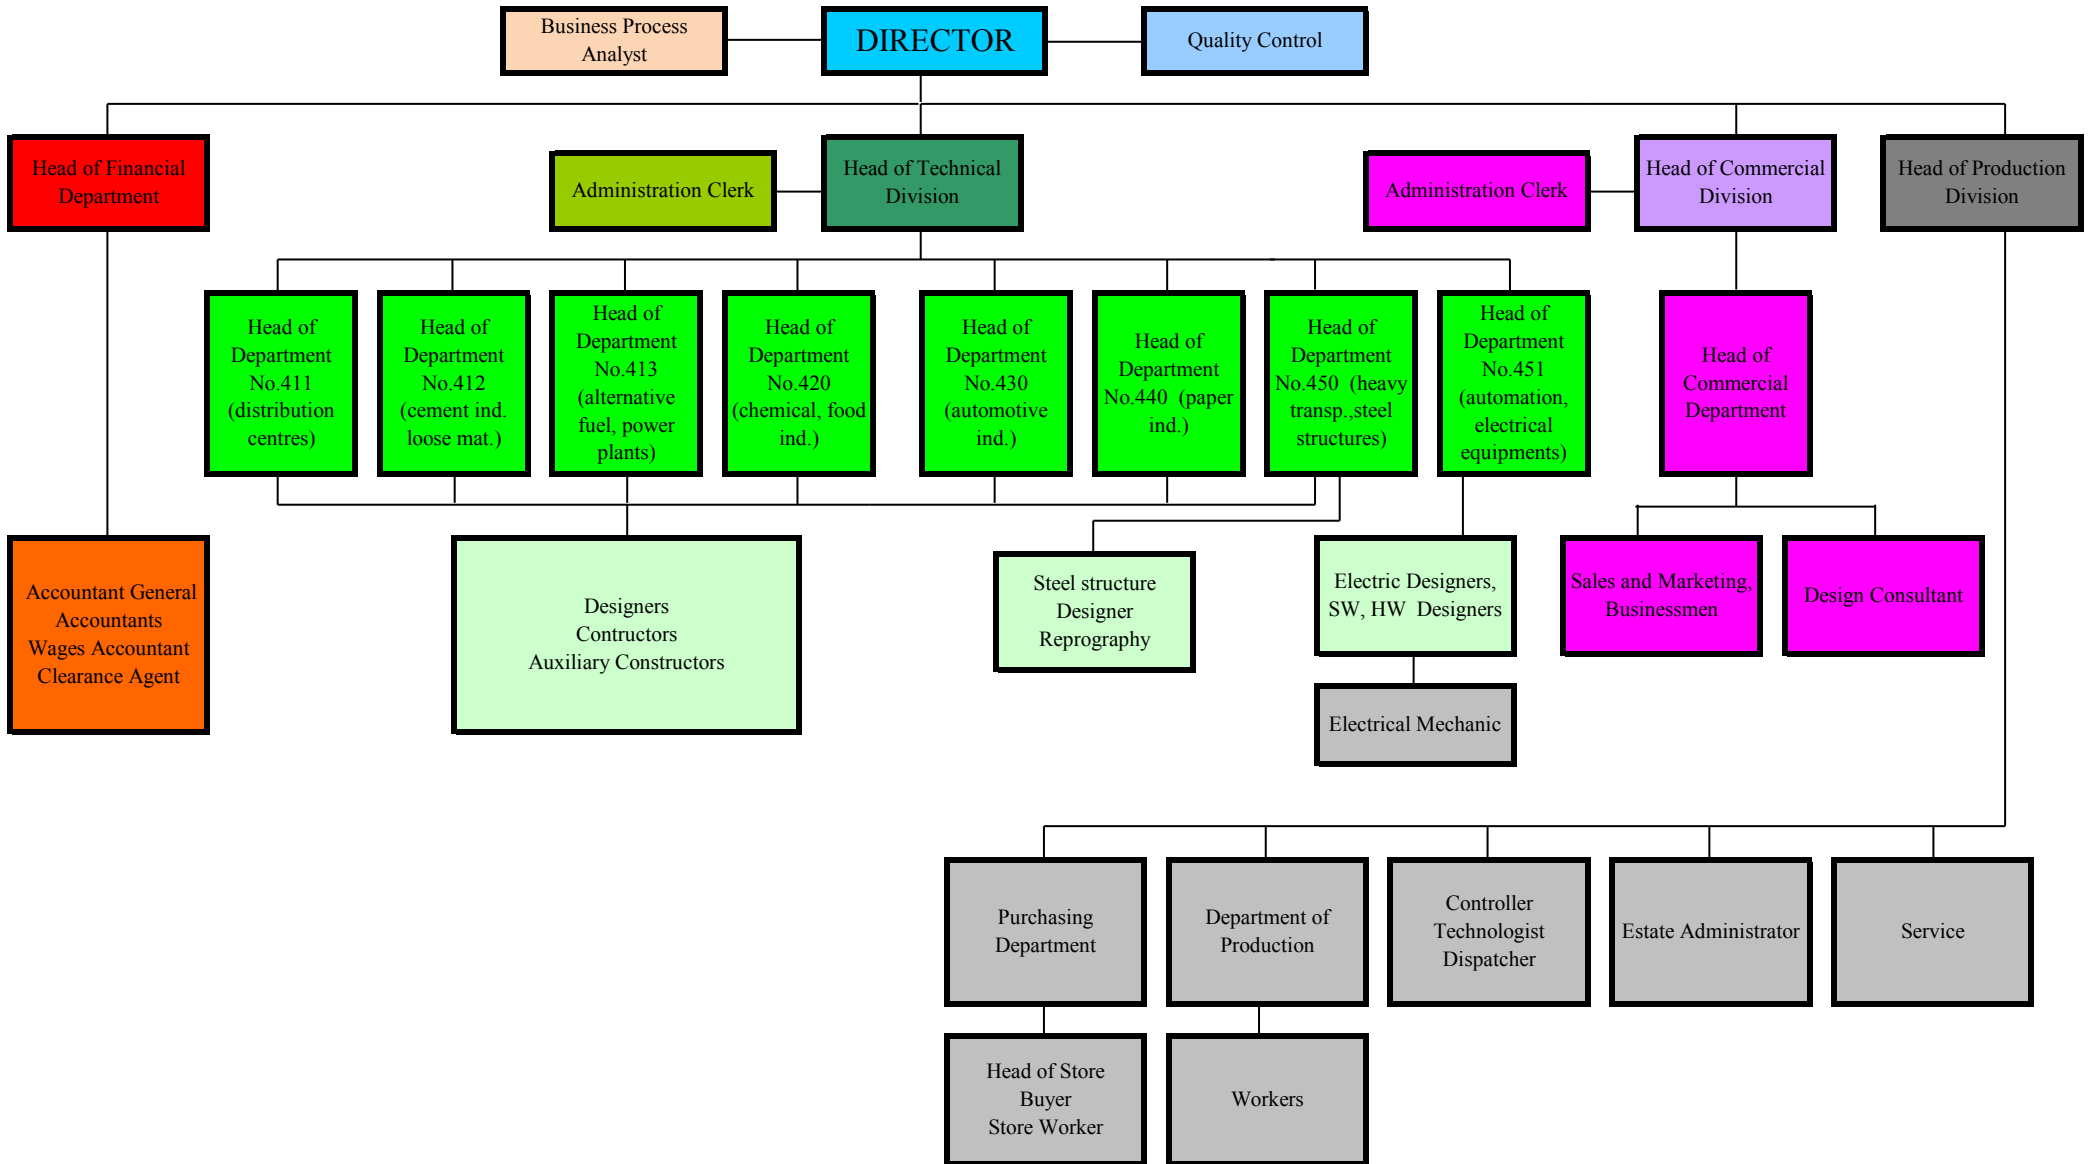 Business Process
Analyst
DIRECTOR
Quality Control
Head of Financial
Department
Administration Clerk
Head of Technical
Division
Administration Clerk
Head of Commercial
Division
Head of Production
Division
Head of
Department
No.411
(distribution
centres)
Head of
Department
No.412
(cement ind.
loose mat.)
Head of
Department
No.413
(alternative
fuel, power
plants)
Head of
Department
No.420
(chemical, food
ind.)
Head of
Department
No.430
(automotive
ind.)
Head of
Department
No.440 (paper
ind.)
Head of
Department
No.450 (heavy
transp.,steel
structures)
Head of
Department
No.451
(automation,
electrical
equipments)
Head of
Commercial
Department
Accountant General
Accountants
Wages Accountant
Clearance Agent
Designers
Contructors
Auxiliary Constructors
Steel structure
Designer
Reprography
Electric Designers,
SW, HW Designers
Sales and Marketing,
Businessmen
Design Consultant
Electrical Mechanic
Purchasing
Department
Department of
Production
Controller
Technologist
Dispatcher
Estate Administrator
Service
Head of Store
Buyer
Store Worker
Workers